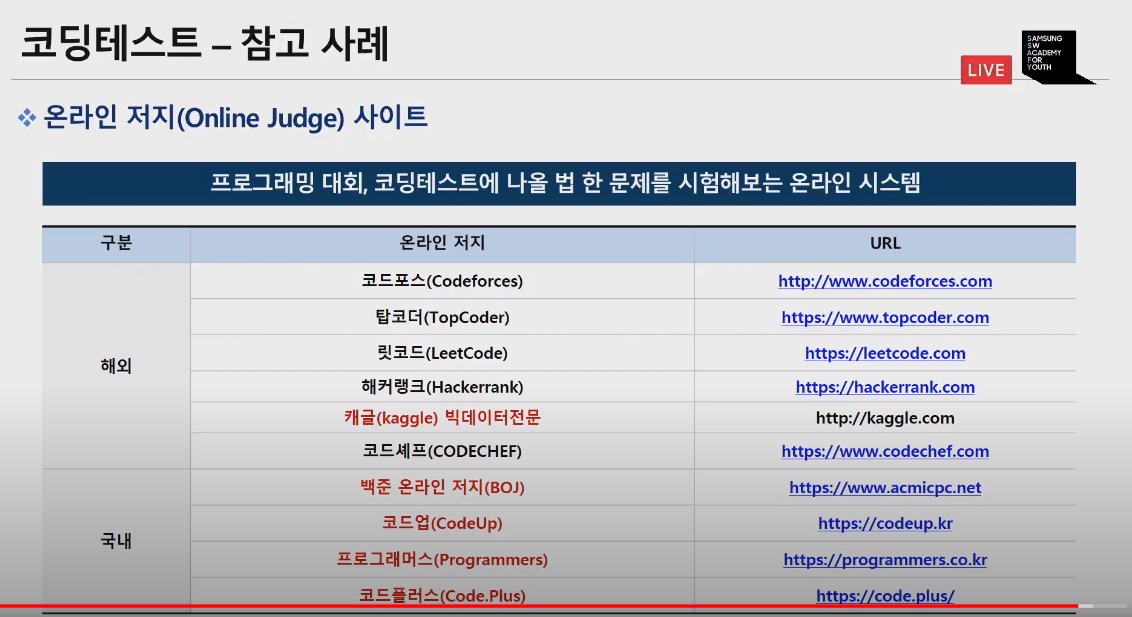 코딩테스트 – 참고 사례
LIVE
SAMSUNG
SW
ACADEMY
FOR
YOUTH
온라인 저지(Online Judge) 사이트
프로그래밍 대회, 코딩테스트에 나올 법 한 문제를 시험해보는 온라인 시스템
구분 온라인 저지 URL
해외
코드포스(Codeforces) http://www.codeforces.com
탑코더(TopCoder) https://www.topcoder.com
릿코드(LeetCode) https://leetcode.com
해커랭크(Hackerrank) https://hackerrank.com
캐글(kaggle) 빅데이터전문 http://kaggle.com
코드셰프(CODECHEF) https://www.codechef.com
국내
백준 온라인 저지(BOJ) https://www.acmicpc.net
코드업(CodeUp) https://codeup.kr
프로그래머스(Programmers) https://programmers.co.kr
코드플러스(Code.Plus) https://code.plus/